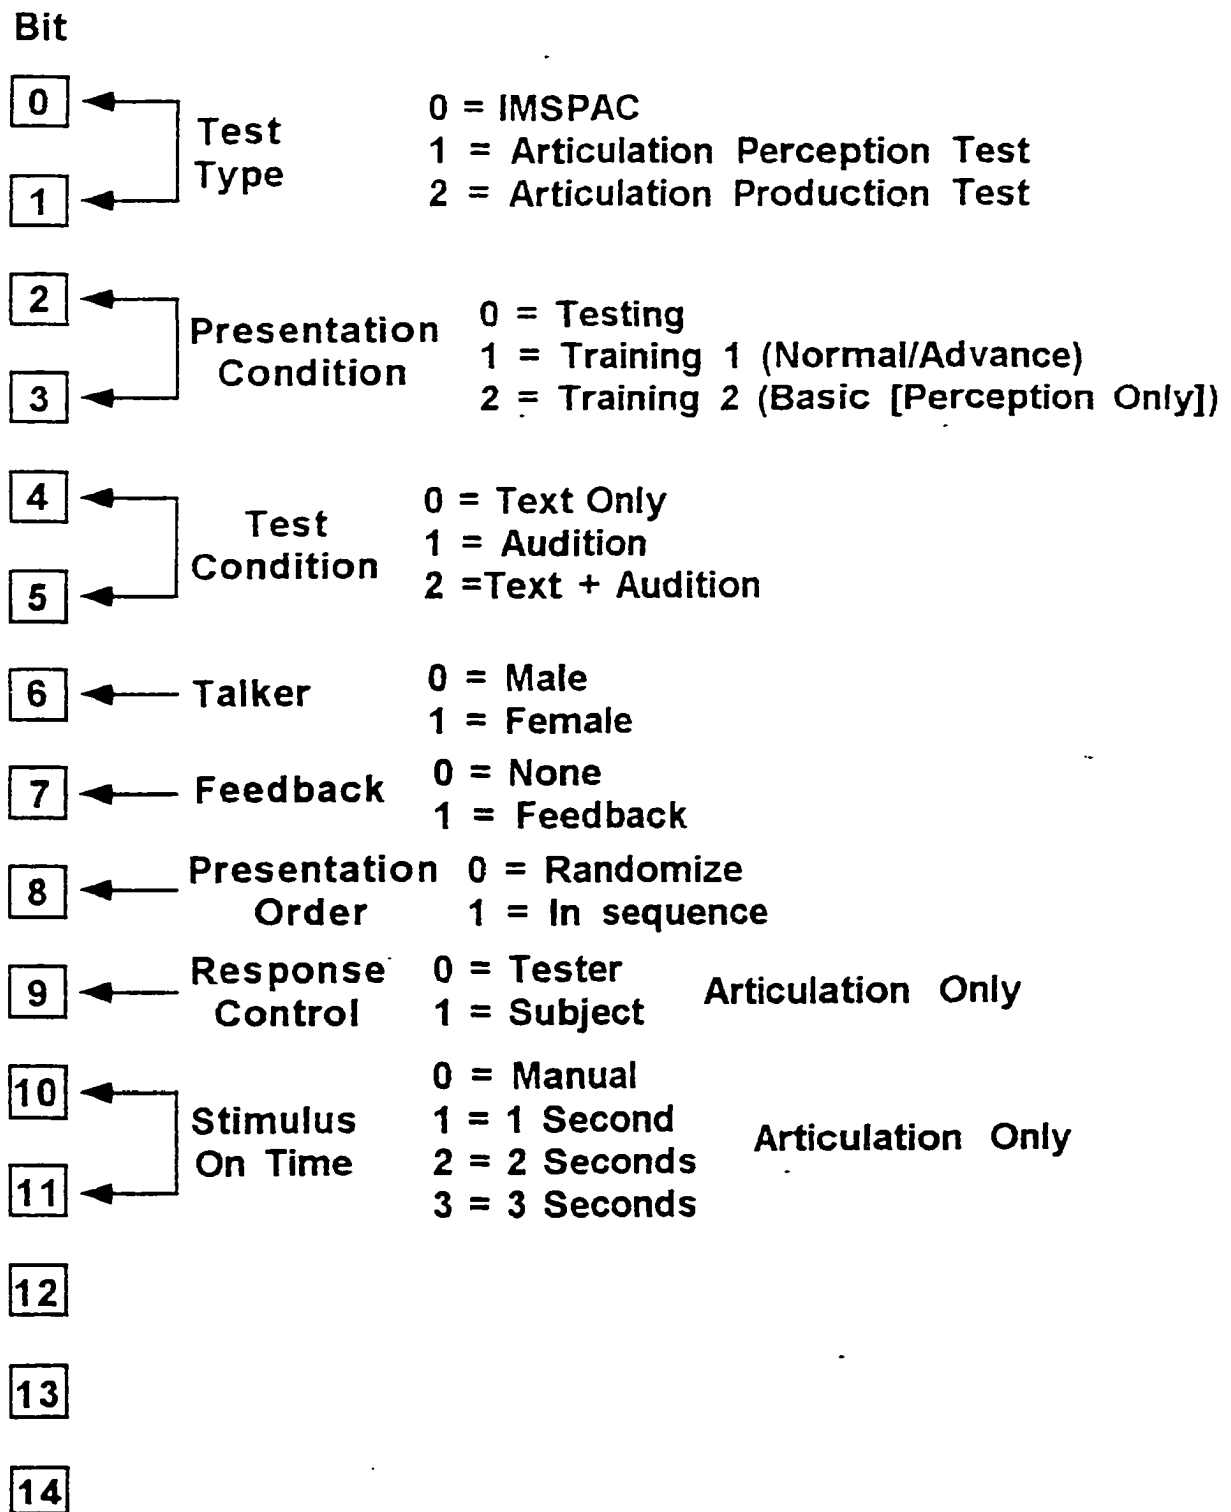 Bit
0
Test
Type
1
0 = IMSPAC
1 = Articulation Perception Test
2 = Articulation Production Test
2
Presentation
Condition
3
0 = Testing
1 = Training 1 (Normal/Advance)
2 = Training 2 (Basic [Perception Only])
4
Test
Condition
5
0 = Text Only
1 = Audition
2 =Text + Audition
6
Talker
0 = Male
1 = Female
7
Feedback
0 = None
1 = Feedback
8
Presentation
Order
0 = Randomize
1 = In sequence
9
Response
Control
0 = Tester
1 = Subject
Articulation Only
10
Stimulus
On Time
11
0 = Manual
1 = 1 Second
2 = 2 Seconds
3 = 3 Seconds
Articulation Only
12
13
14